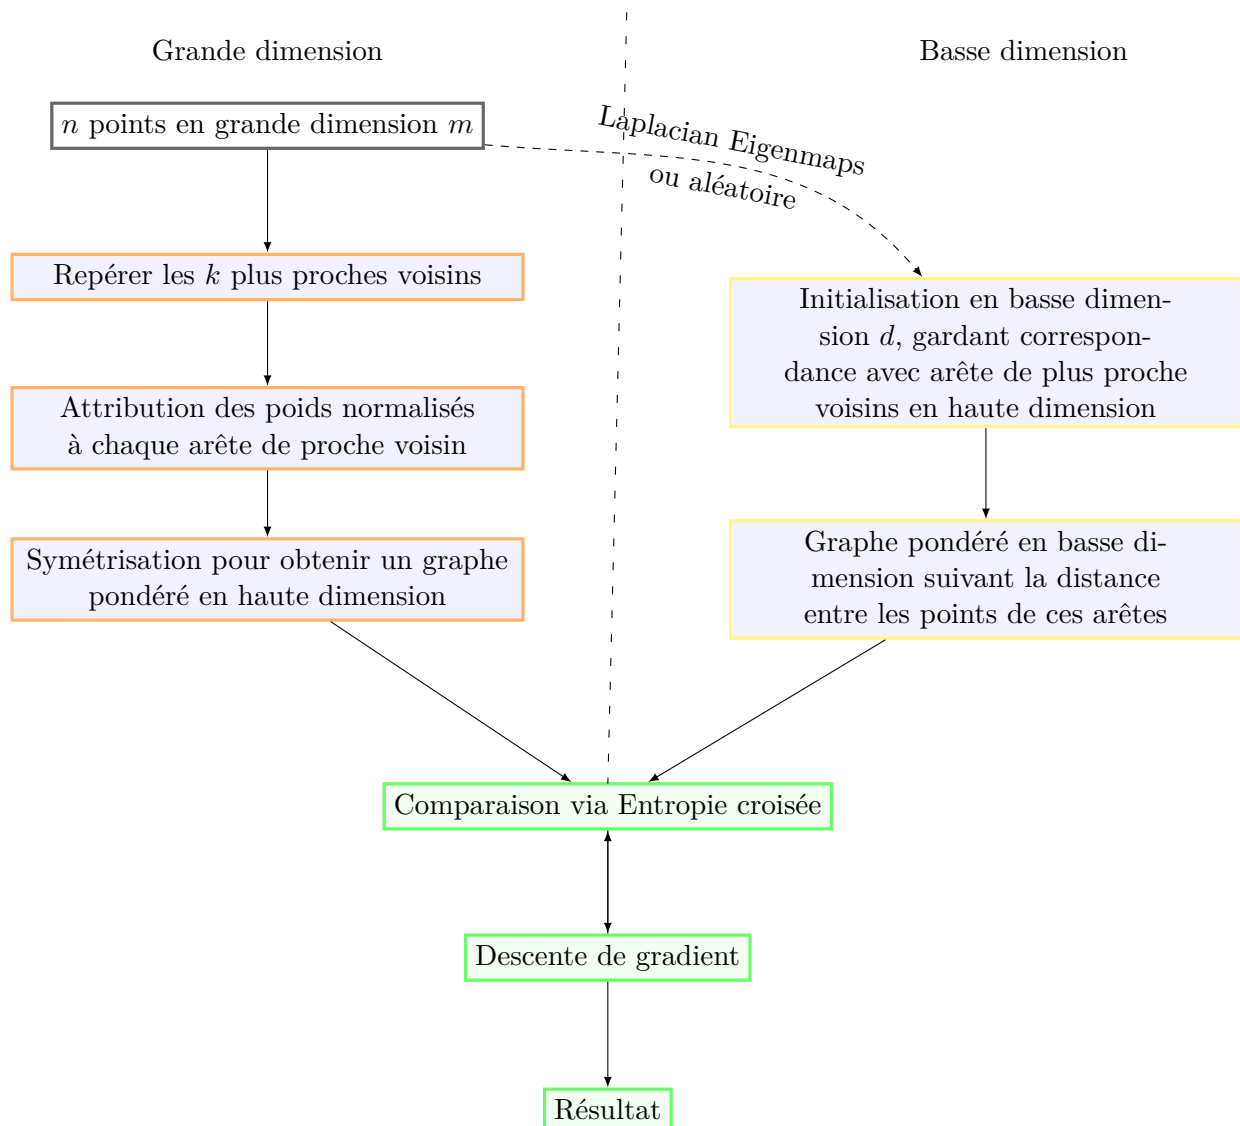 Grande dimension
Basse dimension
n points en grande dimension m
Laplacian Eigenmaps
ou aléatoire
Repérer les k plus proches voisins
Initialisation en basse dimen-
sion d, gardant correspon-
dance avec arête de plus proche
voisins en haute dimension
Attribution des poids normalisés
à chaque arête de proche voisin
Symétrisation pour obtenir un graphe
pondéré en haute dimension
Graphe pondéré en basse di-
mension suivant la distance
entre les points de ces arêtes
Comparaison via Entropie croisée
Descente de gradient
Résultat